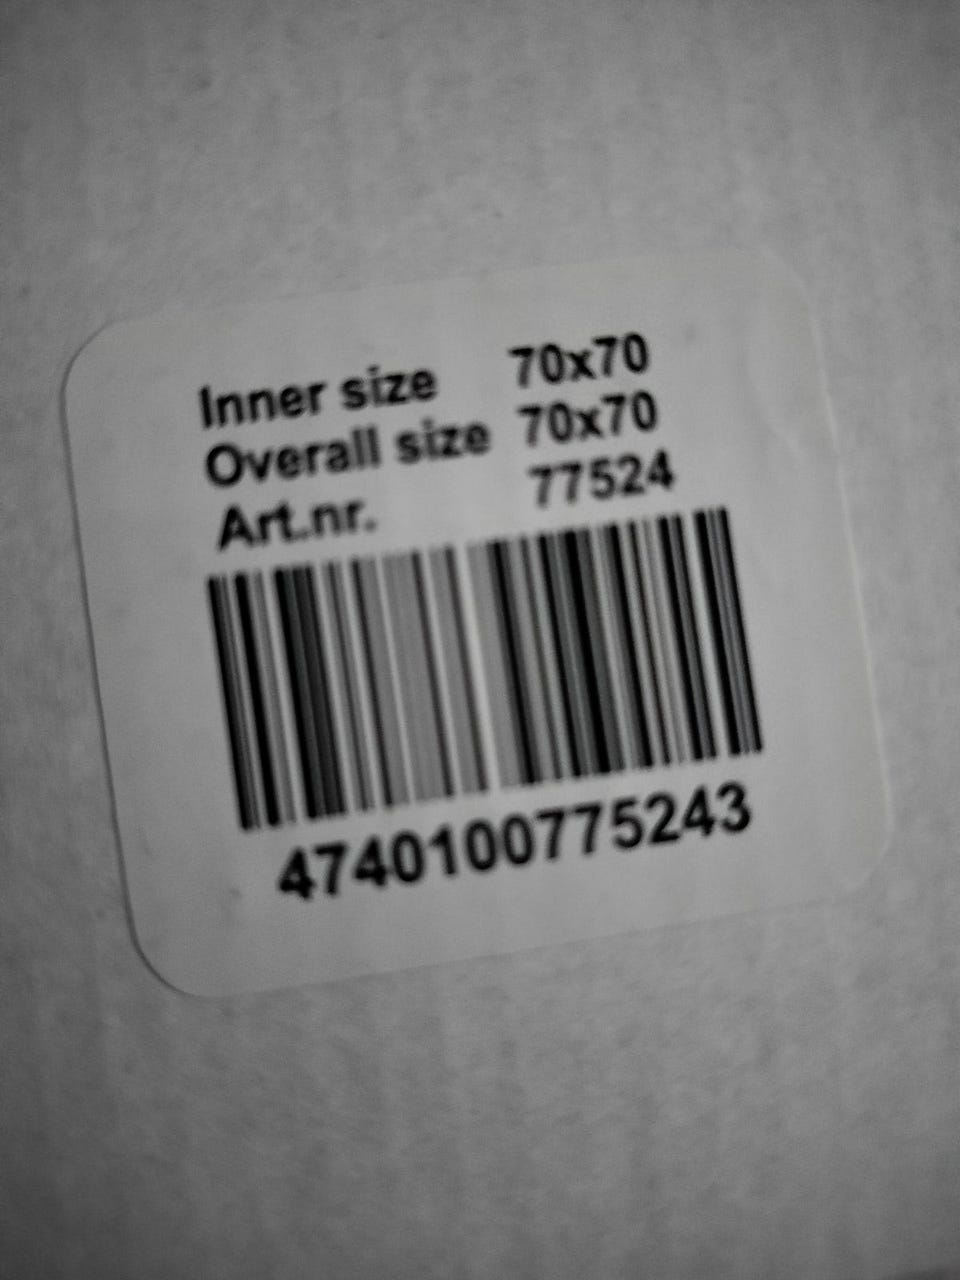 Inner size 70x70
Overall size 70x70
Art.nr. 77524
4740100775243